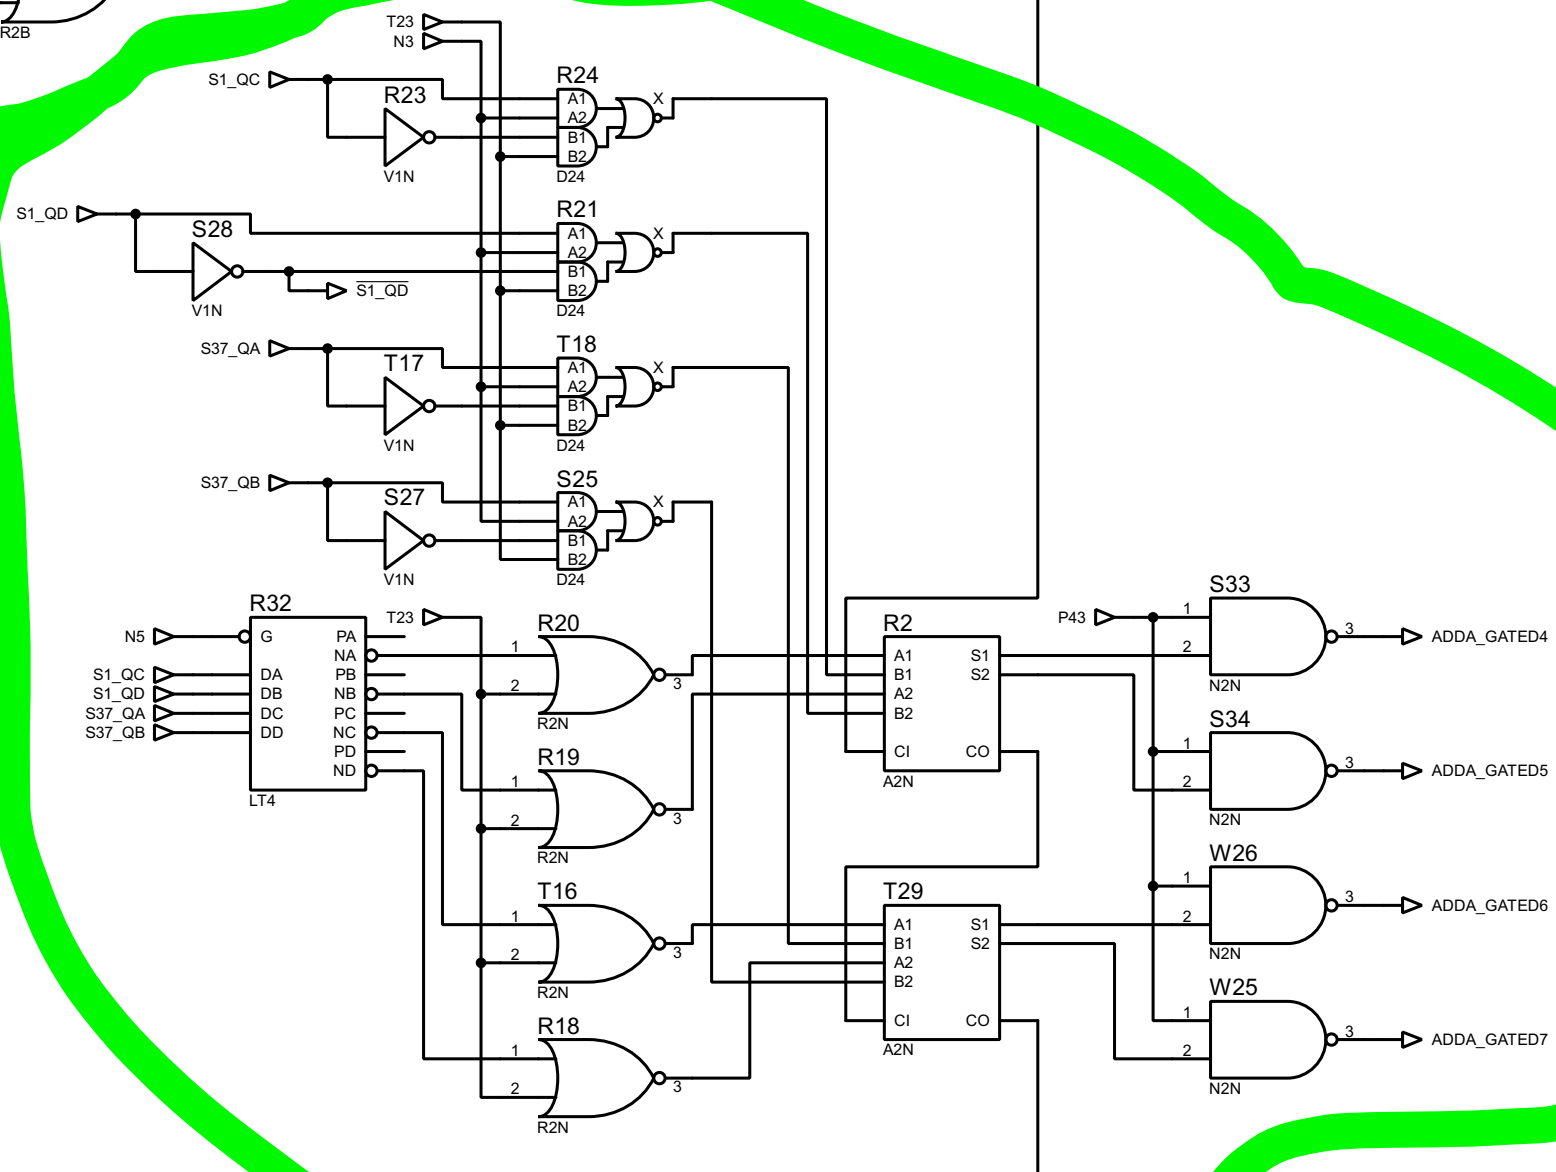 R2B
T23
N3
S1_QC
R23
V1N
R24
A1
A2
B1
B2
X
D24
S1_QD
S28
V1N
S1_QD
R21
A1
A2
B1
B2
X
D24
S37_QA
T17
V1N
T18
A1
A2
B1
B2
X
D24
S37_QB
S27
V1N
S25
A1
A2
B1
B2
X
D24
R32
N5
S1_QC
S1_QD
S37_QA
S37_QB
G
DA
DB
DC
DD
PA
NA
PB
NB
PC
NC
PD
ND
LT4
T23
R20
1
2
3
R2N
R19
1
2
3
R2N
T16
1
2
3
R2N
R18
1
2
3
R2N
R2
A1
B1
A2
B2
CI
S1
S2
CO
A2N
T29
A1
B1
A2
B2
CI
S1
S2
CO
A2N
P43
S33
1
2
3
N2N
ADDA_GATED4
S34
1
2
3
N2N
ADDA_GATED5
W26
1
2
3
N2N
ADDA_GATED6
W25
1
2
3
N2N
ADDA_GATED7